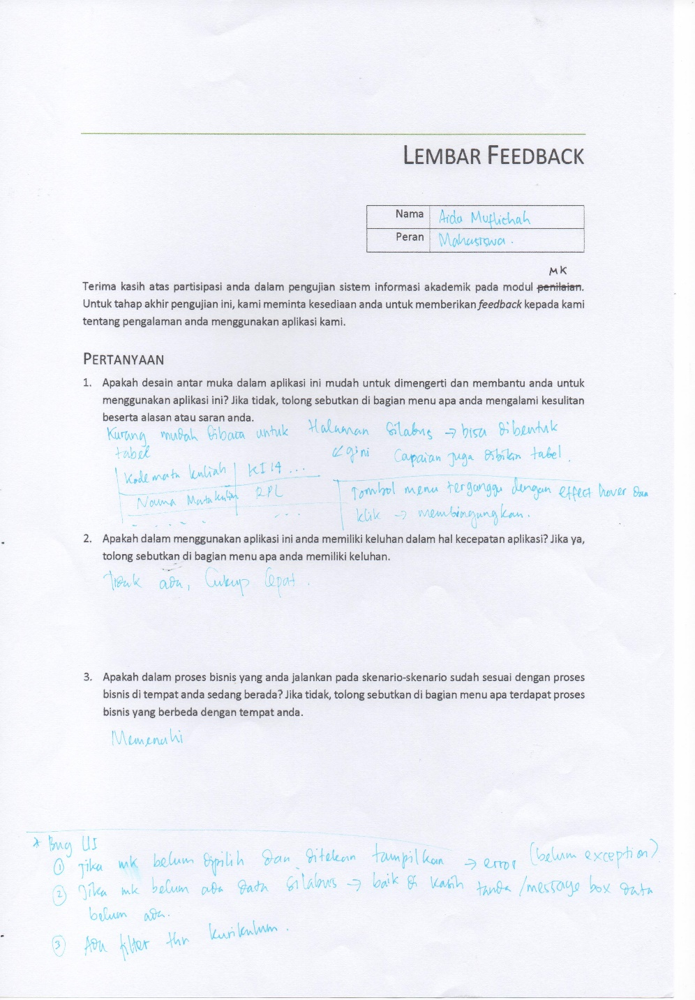 LEMBAR FEEDBACK
Nama Aida Muflichah
Peran Mahasiswa.
MK
Terima kasih atas partisipasi anda dalam pengujian sistem informasi akademik pada modul penilaian.
Untuk tahap akhir pengujian ini, kami meminta kesediaan anda untuk memberikan feedback kepada kami
tentang pengalaman anda menggunakan aplikasi kami.
PERTANYAAN
1. Apakah desain antar muka dalam aplikasi ini mudah untuk dimengerti dan membantu anda untuk
menggunakan aplikasi ini? Jika tidak, tolong sebutkan di bagian menu apa anda mengalami kesulitan
beserta alasan atau saran anda.
Kurang mudah dibaca untuk Halaman Silabus → bisa dibentuk
tabel
↙ gini Capaian juga dibikin tabel.
Kode mata kuliah KI14 ...
Nama Matakuliah RPL
. . . . . . . .
Tombol menu terganggu dengan effect hover dan
klik → membingungkan.
2. Apakah dalam menggunakan aplikasi ini anda memiliki keluhan dalam hal kecepatan aplikasi? Jika ya,
tolong sebutkan di bagian menu apa anda memiliki keluhan.
Tidak ada, Cukup Cepat.
3. Apakah dalam proses bisnis yang anda jalankan pada skenario-skenario sudah sesuai dengan proses
bisnis di tempat anda sedang berada? Jika tidak, tolong sebutkan di bagian menu apa terdapat proses
bisnis yang berbeda dengan tempat anda.
Memenuhi
* Bug UI
① Jika mk belum dipilih dan ditekan tampilkan → error (belum exception)
② Jika mk belum ada data silabus → baik di kasih tanda/message box data
belum ada.
③ Ada filter thn kurikulum.